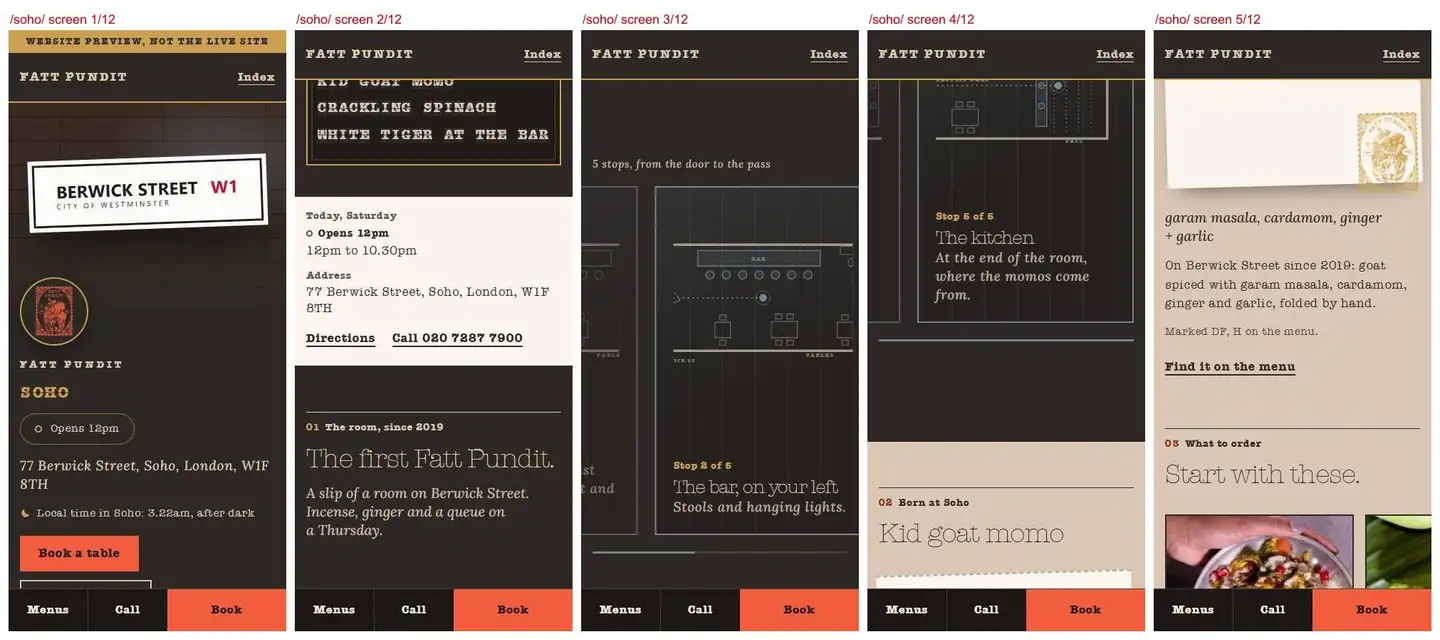 /soho/ screen 1/12
WEBSITE PREVIEW, NOT THE LIVE SITE
FATT PUNDIT
Index
BERWICK STREET W1
CITY OF WESTMINSTER
FATT PUNDIT
SOHO
Opens 12pm
77 Berwick Street, Soho, London, W1F
8TH
Local time in Soho: 3.22am, after dark
Book a table
Menus
Call
Book
/soho/ screen 2/12
FATT PUNDIT
Index
KID GOAT MOMO
CRACKLING SPINACH
WHITE TIGER AT THE BAR
Today, Saturday
Opens 12pm
12pm to 10.30pm
Address
77 Berwick Street, Soho, London, W1F
8TH
Directions
Call 020 7287 7900
01 The room, since 2019
The first Fatt Pundit.
A slip of a room on Berwick Street.
Incense, ginger and a queue on
a Thursday.
Menus
Call
Book
/soho/ screen 3/12
FATT PUNDIT
Index
5 stops, from the door to the pass
BAR
TABLES
Stop 2 of 5
The bar, on your left
Stools and hanging lights.
Menus
Call
Book
/soho/ screen 4/12
FATT PUNDIT
Index
PASS
Stop 5 of 5
The kitchen
At the end of the room,
where the momos come
from.
02 Born at Soho
Kid goat momo
Menus
Call
Book
/soho/ screen 5/12
FATT PUNDIT
Index
garam masala, cardamom, ginger
+ garlic
On Berwick Street since 2019: goat
spiced with garam masala, cardamom,
ginger and garlic, folded by hand.
Marked DF, H on the menu.
Find it on the menu
03 What to order
Start with these.
Menus
Call
Book